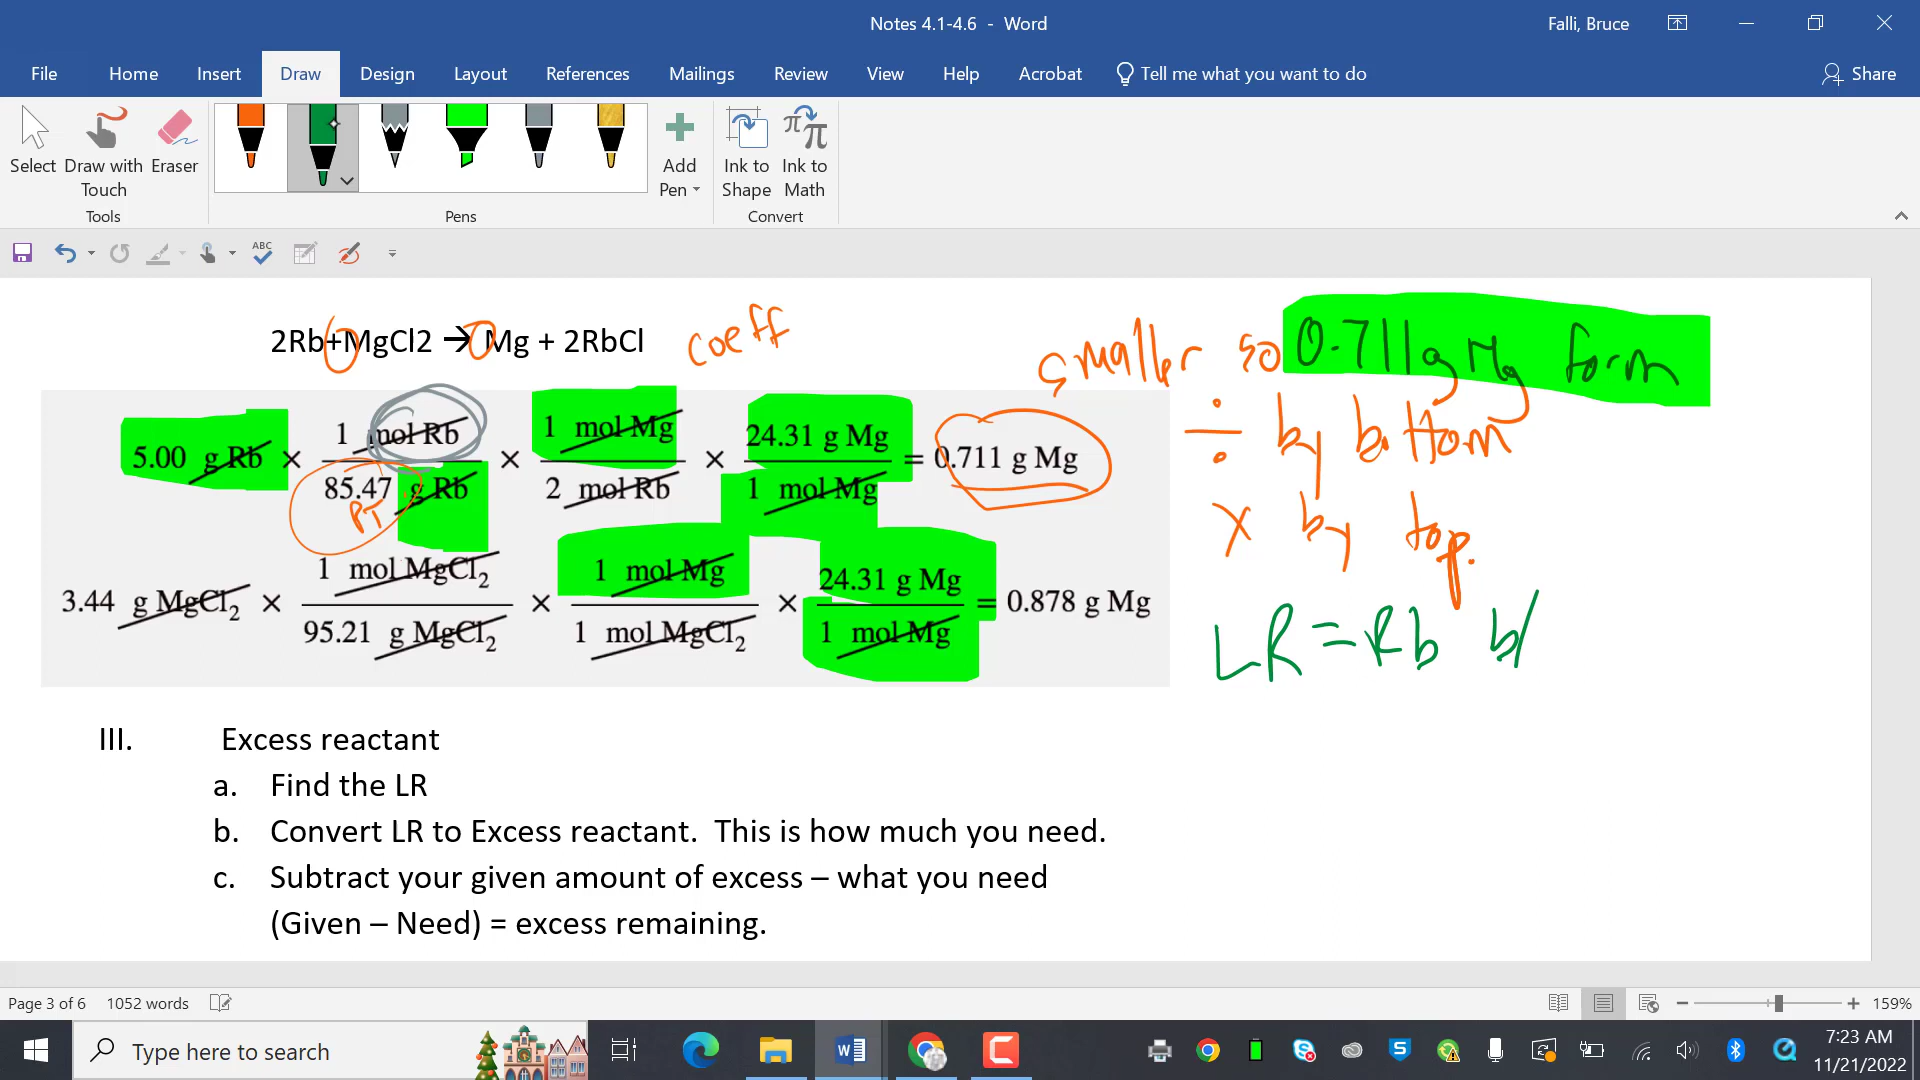 Notes 4.1-4.6 - Word
Falli, Bruce
File Home Insert Draw Design Layout References Mailings Review View Help Acrobat Tell me what you want to do Share
Select Draw with Touch Eraser Add Pen Ink to Shape Ink to Math
Tools Pens Convert
ABC
2Rb+MgCl2 → Mg + 2RbCl coeff
smaller so 0.711g Mg form
÷ by bottom
x by top.
5.00 g Rb × 1 mol Rb / 85.47 g Rb × 1 mol Mg / 2 mol Rb × 24.31 g Mg / 1 mol Mg = 0.711 g Mg
PT
3.44 g MgCl₂ × 1 mol MgCl₂ / 95.21 g MgCl₂ × 1 mol Mg / 1 mol MgCl₂ × 24.31 g Mg / 1 mol Mg = 0.878 g Mg
LR = Rb b/
III. Excess reactant
a. Find the LR
b. Convert LR to Excess reactant. This is how much you need.
c. Subtract your given amount of excess – what you need
(Given – Need) = excess remaining.
Page 3 of 6 1052 words 159%
Type here to search
7:23 AM
11/21/2022